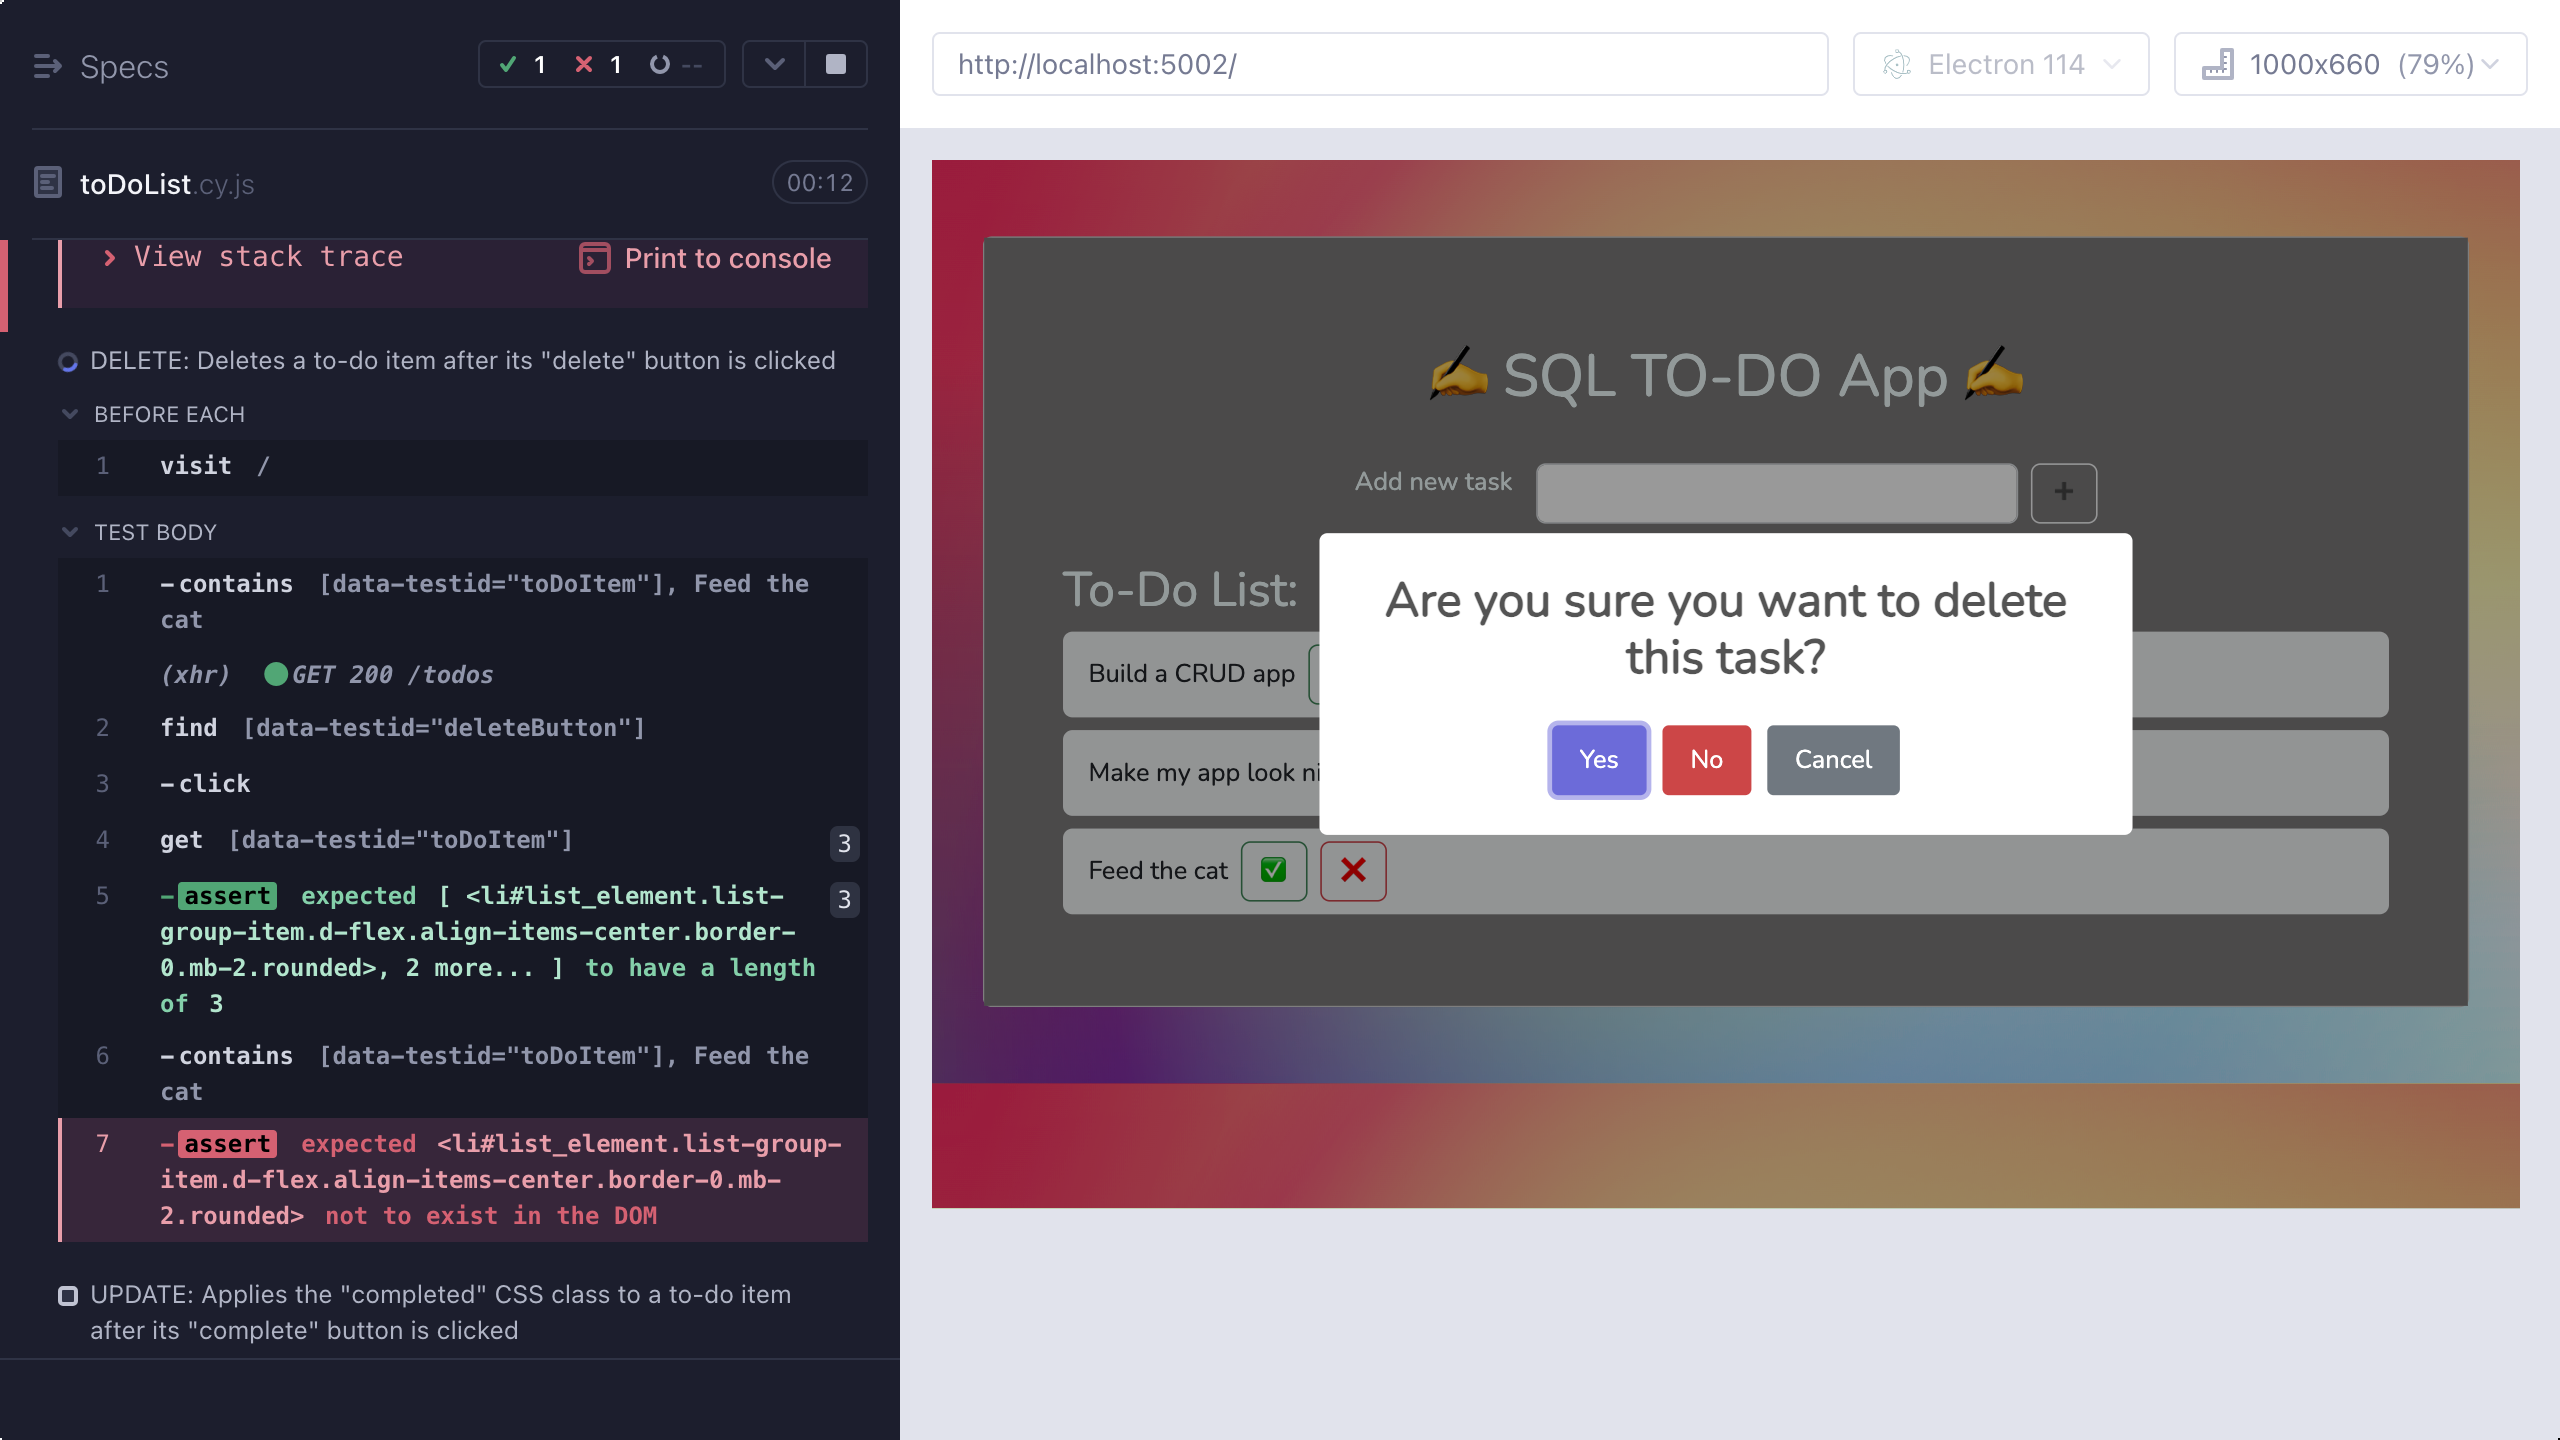 Specs
1 1 --
toDoList.cy.js 00:12
View stack trace Print to console
DELETE: Deletes a to-do item after its "delete" button is clicked
BEFORE EACH
1 visit /
TEST BODY
1 -contains [data-testid="toDoItem"], Feed the
cat
(xhr) GET 200 /todos
2 find [data-testid="deleteButton"]
3 -click
4 get [data-testid="toDoItem"] 3
5 -assert expected [ <li#list_element.list- 3
group-item.d-flex.align-items-center.border-
0.mb-2.rounded>, 2 more... ] to have a length
of 3
6 -contains [data-testid="toDoItem"], Feed the
cat
7 -assert expected <li#list_element.list-group-
item.d-flex.align-items-center.border-0.mb-
2.rounded> not to exist in the DOM
UPDATE: Applies the "completed" CSS class to a to-do item
after its "complete" button is clicked
http://localhost:5002/ Electron 114 1000x660 (79%)
✍️ SQL TO-DO App ✍️
Add new task +
To-Do List:
Are you sure you want to delete
this task?
Yes No Cancel
Build a CRUD app
Make my app look ni
Feed the cat ✅ ❌